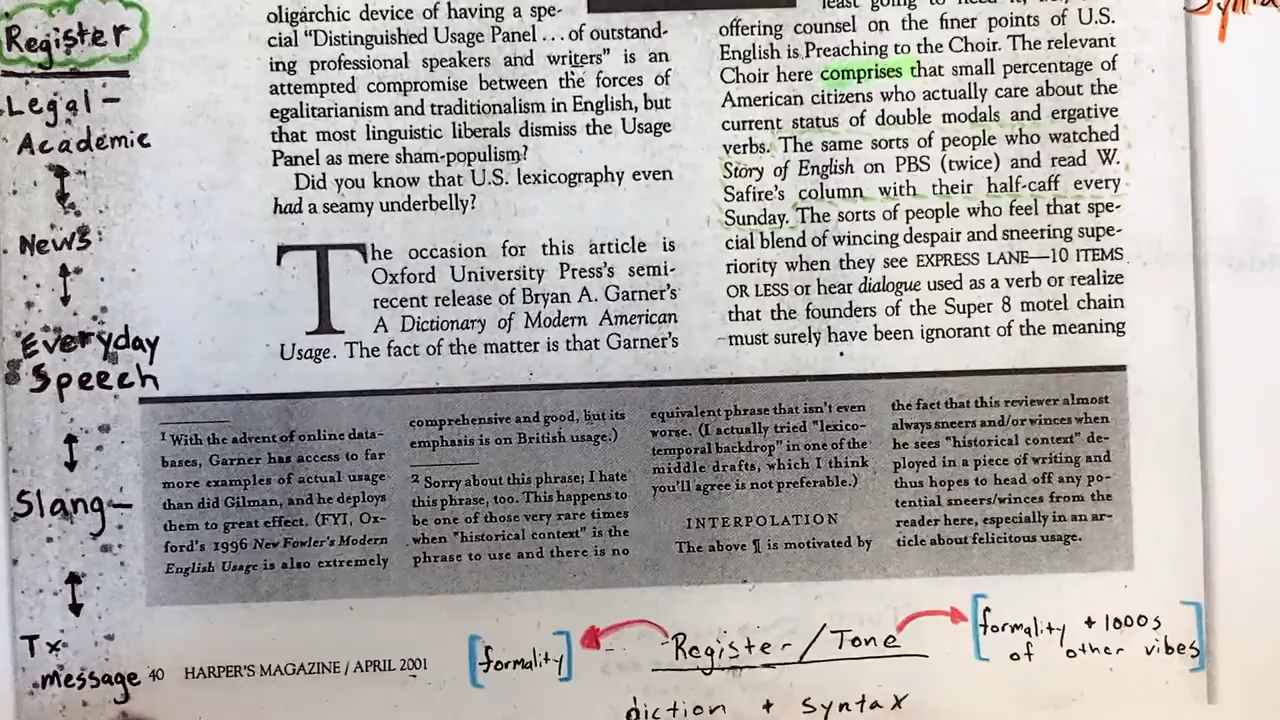 Register
Legal -
Academic
News
Everyday
Speech
Slang -
Tx
message
oligarchic device of having a spe-
cial “Distinguished Usage Panel . . . of outstand-
ing professional speakers and writers” is an
attempted compromise between the forces of
egalitarianism and traditionalism in English, but
that most linguistic liberals dismiss the Usage
Panel as mere sham-populism?
Did you know that U.S. lexicography even
had a seamy underbelly?
The occasion for this article is
Oxford University Press’s semi-
recent release of Bryan A. Garner’s
A Dictionary of Modern American
Usage. The fact of the matter is that Garner’s
least going to need it,
offering counsel on the finer points of U.S.
English is Preaching to the Choir. The relevant
Choir here comprises that small percentage of
American citizens who actually care about the
current status of double modals and ergative
verbs. The same sorts of people who watched
Story of English on PBS (twice) and read W.
Safire’s column with their half-caff every
Sunday. The sorts of people who feel that spe-
cial blend of wincing despair and sneering supe-
riority when they see EXPRESS LANE—10 ITEMS
OR LESS or hear dialogue used as a verb or realize
that the founders of the Super 8 motel chain
must surely have been ignorant of the meaning
1 With the advent of online data-
bases, Garner has access to far
more examples of actual usage
than did Gilman, and he deploys
them to great effect. (FYI, Ox-
ford’s 1996 New Fowler’s Modern
English Usage is also extremely
comprehensive and good, but its
emphasis is on British usage.)
2 Sorry about this phrase; I hate
this phrase, too. This happens to
be one of those very rare times
when "historical context" is the
phrase to use and there is no
equivalent phrase that isn’t even
worse. (I actually tried "lexico-
temporal backdrop" in one of the
middle drafts, which I think
you’ll agree is not preferable.)
INTERPOLATION
The above ¶ is motivated by
the fact that this reviewer almost
always sneers and/or winces when
he sees "historical context" de-
ployed in a piece of writing and
thus hopes to head off any po-
tential sneers/winces from the
reader here, especially in an ar-
ticle about felicitous usage.
40 HARPER’S MAGAZINE / APRIL 2001
[formality]
Register / Tone
[formality + 1000s
of other vibes]
diction + syntax